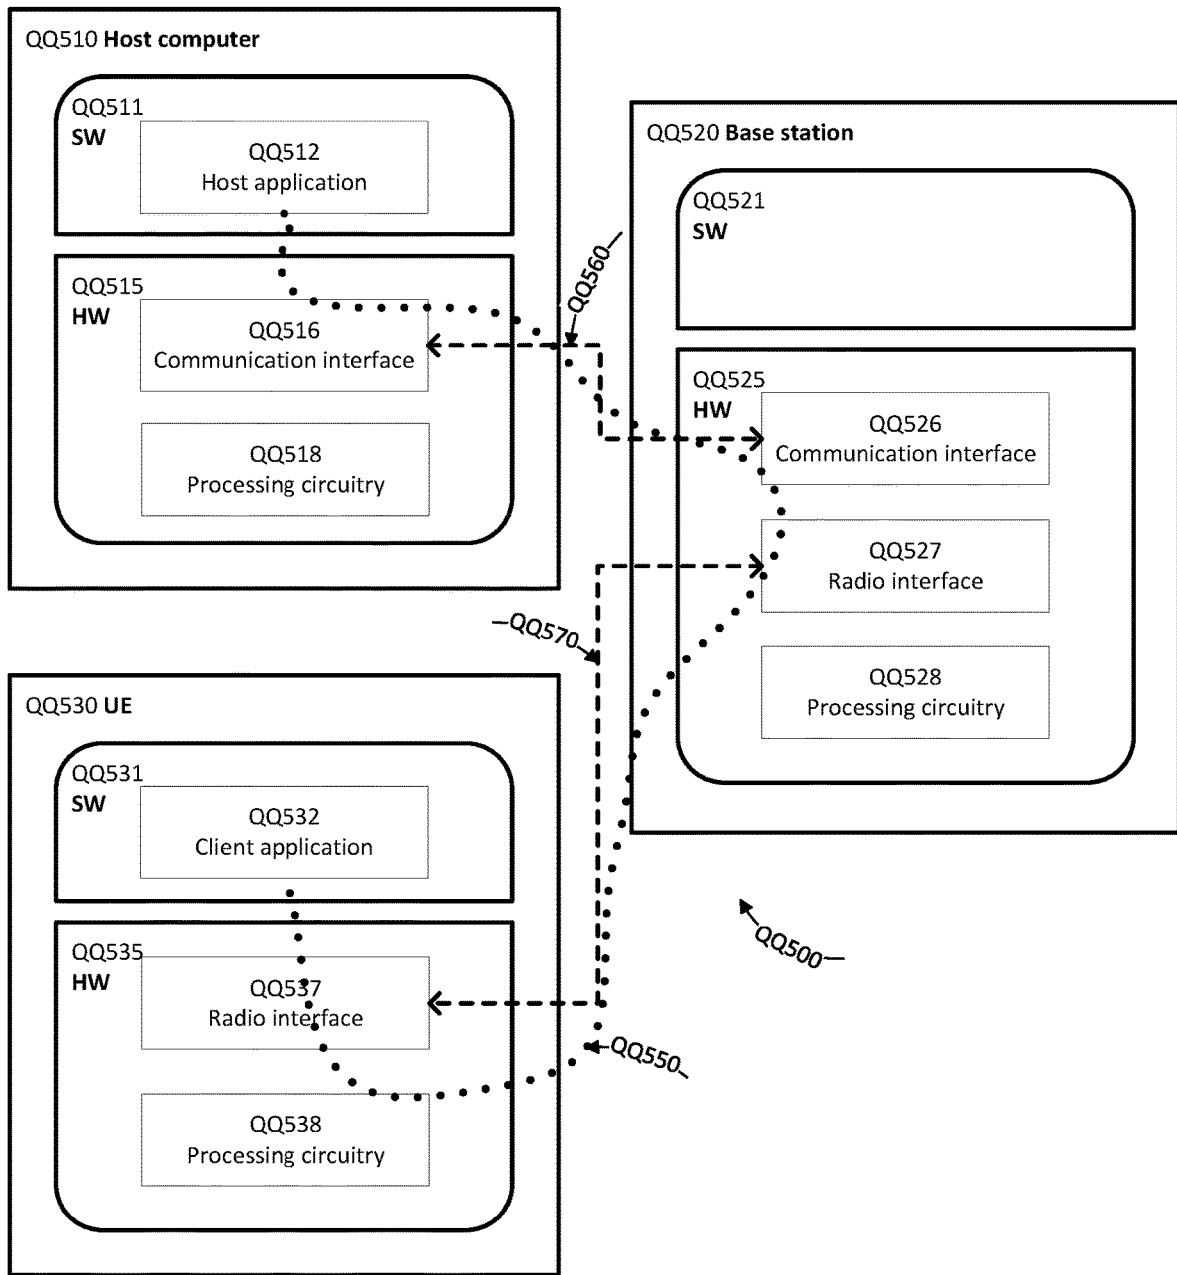 QQ510 Host computer
QQ511
SW
QQ512
Host application
QQ515
HW
QQ516
Communication interface
QQ518
Processing circuitry
QQ560
QQ520 Base station
QQ521
SW
QQ525
HW
QQ526
Communication interface
QQ527
Radio interface
QQ528
Processing circuitry
QQ570
QQ530 UE
QQ531
SW
QQ532
Client application
QQ535
HW
QQ537
Radio interface
QQ538
Processing circuitry
QQ500
QQ550